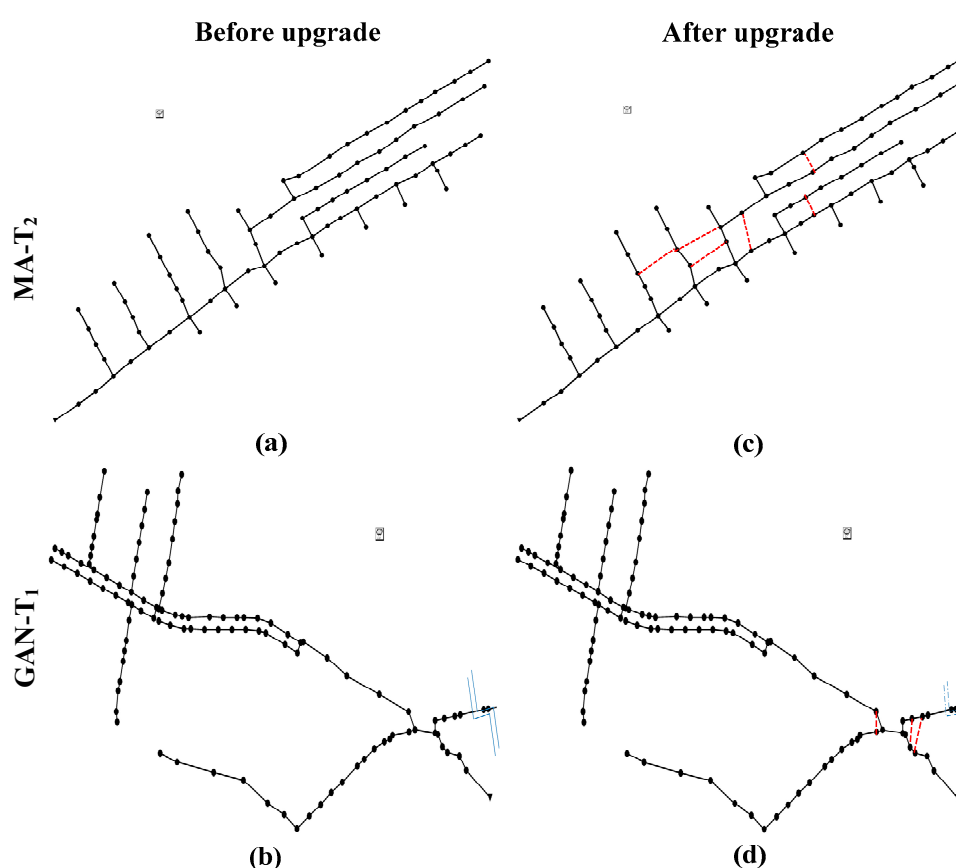 Before upgrade
After upgrade
MA-T₂
(a)
(c)
GAN-T₁
(b)
(d)